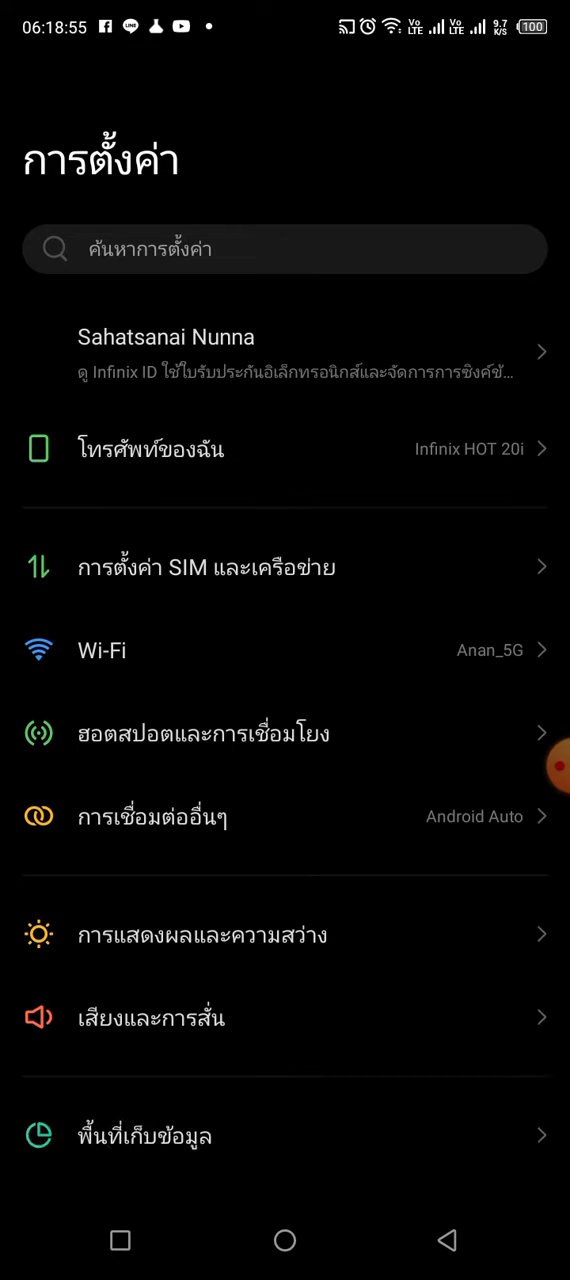 06:18:55 LINE Vo LTE Vo LTE 9.7 K/S 100
การตั้งค่า
ค้นหาการตั้งค่า
Sahatsanai Nunna
ดู Infinix ID ใช้ใบรับประกันอิเล็กทรอนิกส์และจัดการการซิงค์ข้...
โทรศัพท์ของฉัน Infinix HOT 20i
การตั้งค่า SIM และเครือข่าย
Wi-Fi Anan_5G
ฮอตสปอตและการเชื่อมโยง
การเชื่อมต่ออื่นๆ Android Auto
การแสดงผลและความสว่าง
เสียงและการสั่น
พื้นที่เก็บข้อมูล